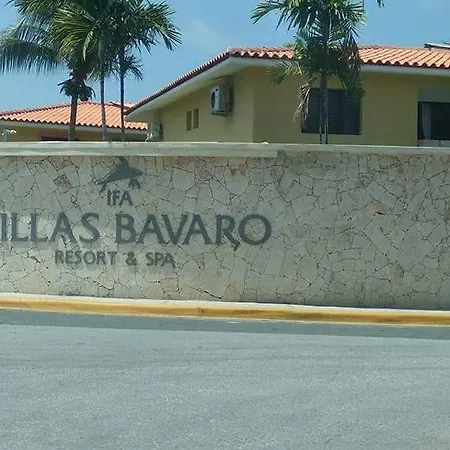 IFA
ILLAS BAVARO
RESORT & SPA